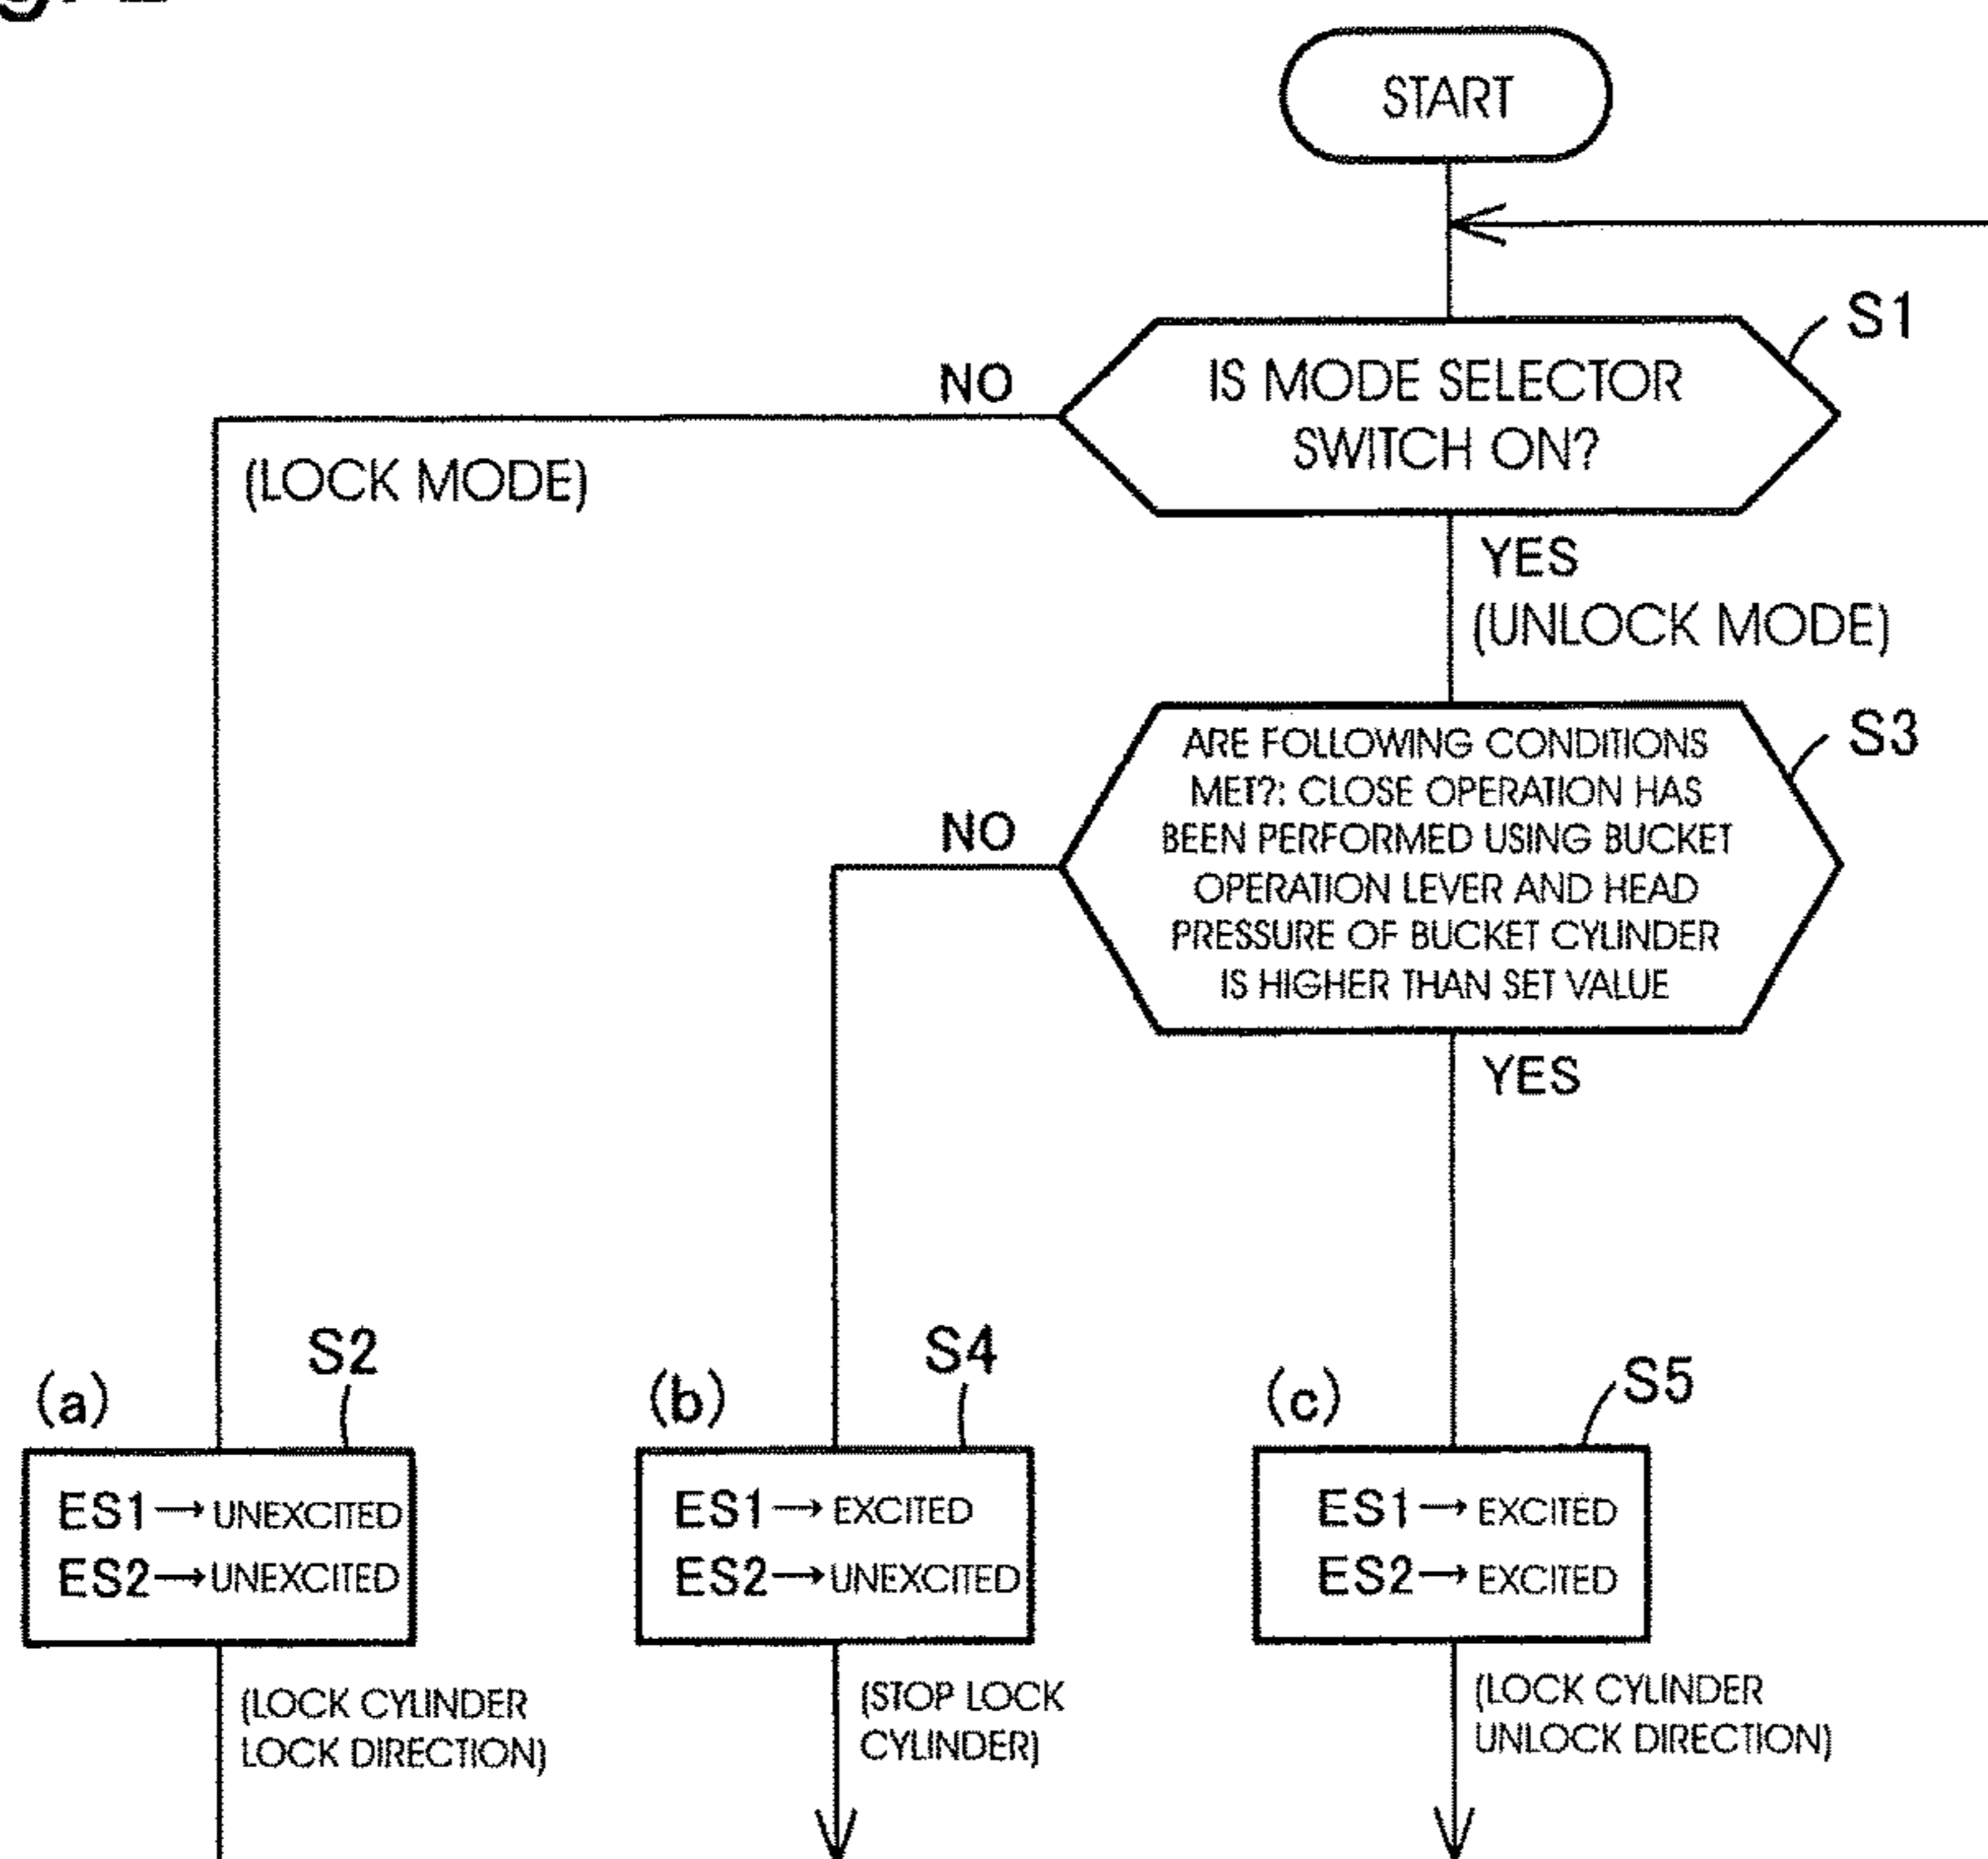 START
S1
IS MODE SELECTOR
SWITCH ON?
NO
(LOCK MODE)
YES
(UNLOCK MODE)
S3
ARE FOLLOWING CONDITIONS
MET?: CLOSE OPERATION HAS
BEEN PERFORMED USING BUCKET
OPERATION LEVER AND HEAD
PRESSURE OF BUCKET CYLINDER
IS HIGHER THAN SET VALUE
NO
YES
(a)
S2
ES1→UNEXCITED
ES2→UNEXCITED
(LOCK CYLINDER
LOCK DIRECTION)
(b)
S4
ES1→EXCITED
ES2→UNEXCITED
(STOP LOCK
CYLINDER)
(c)
S5
ES1→EXCITED
ES2→EXCITED
(LOCK CYLINDER
UNLOCK DIRECTION)